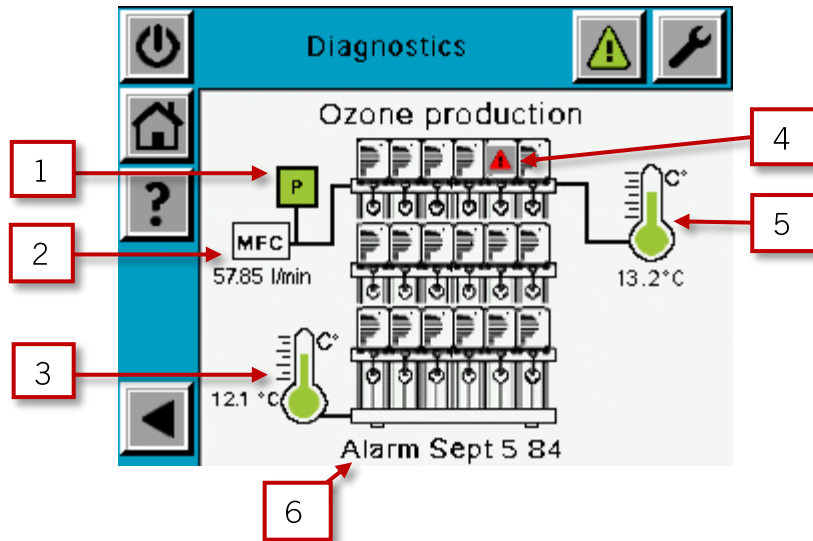 Diagnostics
Ozone production
4
1
P
C°
?
5
2
MFC
57.85 l/min
13.2°C
C°
3
12.1 °C
Alarm Sept 5 84
6